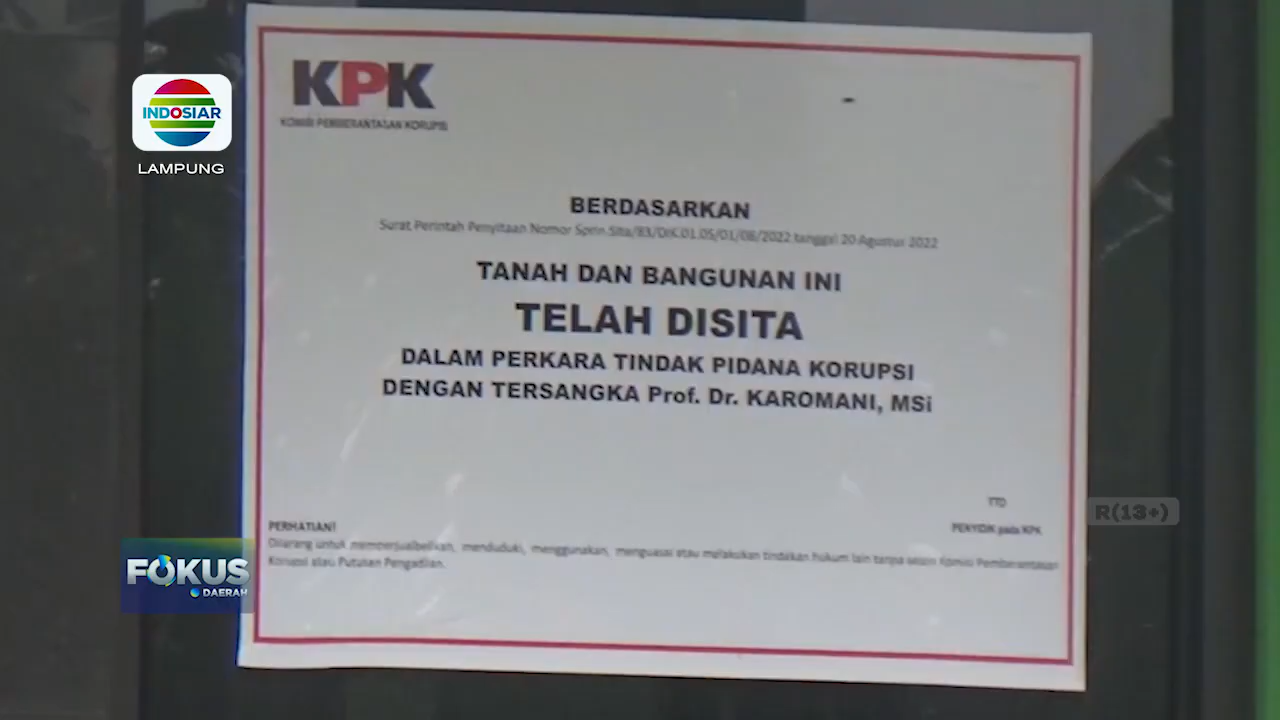 INDOSIAR
LAMPUNG
KPK
KOMISI PEMBERANTASAN KORUPSI
BERDASARKAN
Surat Perintah Penyitaan Nomor Sprin.Sita/83/DIK.01.05/01/08/2022 tanggal 20 Agustus 2022
TANAH DAN BANGUNAN INI
TELAH DISITA
DALAM PERKARA TINDAK PIDANA KORUPSI
DENGAN TERSANGKA Prof. Dr. KAROMANI, MSi
TTD
PENYIDIK pada KPK
PERHATIAN!
Dilarang untuk memperjualbelikan, menduduki, menggunakan, menguasai atau melakukan tindakan hukum lain tanpa seizin Komisi Pemberantasan
Korupsi atau Putusan Pengadilan.
R(13+)
FOKUS
DAERAH